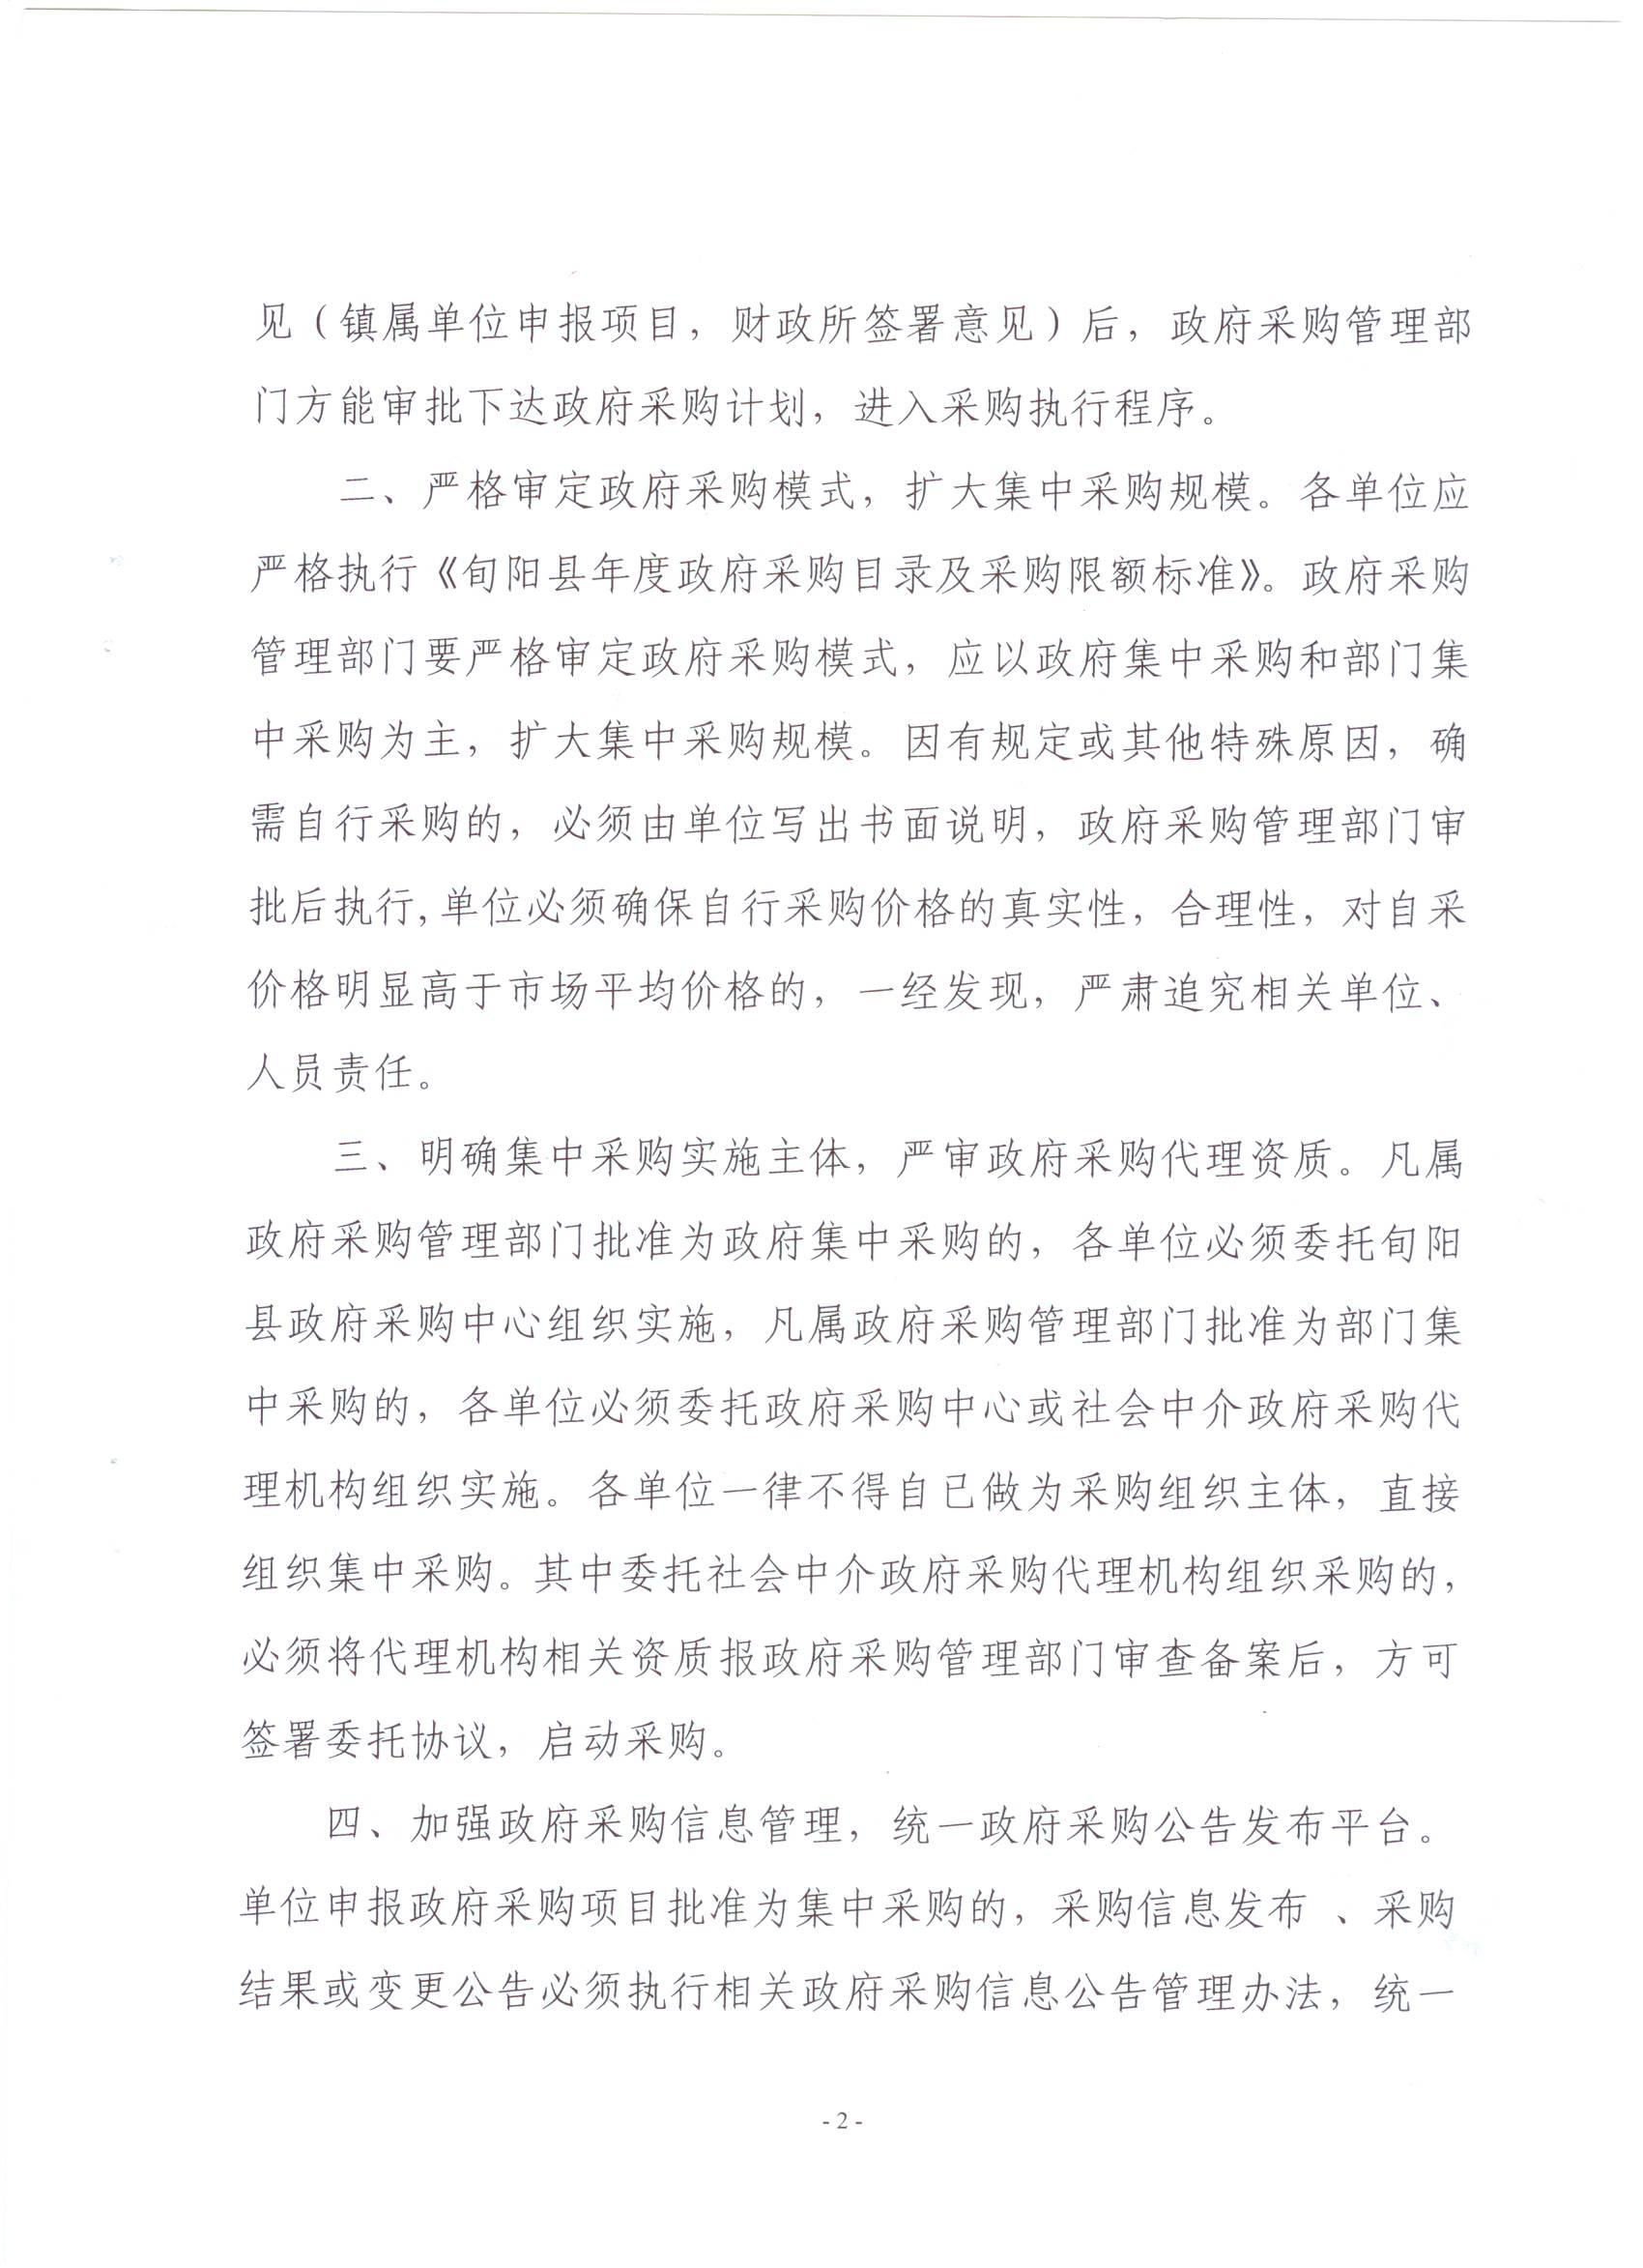 见（镇属单位申报项目，财政所签署意见）后，政府采购管理部
门方能审批下达政府采购计划，进入采购执行程序。
二、严格审定政府采购模式，扩大集中采购规模。各单位应
严格执行《旬阳县年度政府采购目录及采购限额标准》。政府采购
管理部门要严格审定政府采购模式，应以政府集中采购和部门集
中采购为主，扩大集中采购规模。因有规定或其他特殊原因，确
需自行采购的，必须由单位写出书面说明，政府采购管理部门审
批后执行,单位必须确保自行采购价格的真实性，合理性，对自采
价格明显高于市场平均价格的，一经发现，严肃追究相关单位、
人员责任。
三、明确集中采购实施主体，严审政府采购代理资质。凡属
政府采购管理部门批准为政府集中采购的，各单位必须委托旬阳
县政府采购中心组织实施，凡属政府采购管理部门批准为部门集
中采购的，各单位必须委托政府采购中心或社会中介政府采购代
理机构组织实施。各单位一律不得自已做为采购组织主体，直接
组织集中采购。其中委托社会中介政府采购代理机构组织采购的，
必须将代理机构相关资质报政府采购管理部门审查备案后，方可
签署委托协议，启动采购。
四、加强政府采购信息管理，统一政府采购公告发布平台。
单位申报政府采购项目批准为集中采购的，采购信息发布 、采购
结果或变更公告必须执行相关政府采购信息公告管理办法，统一
- 2 -